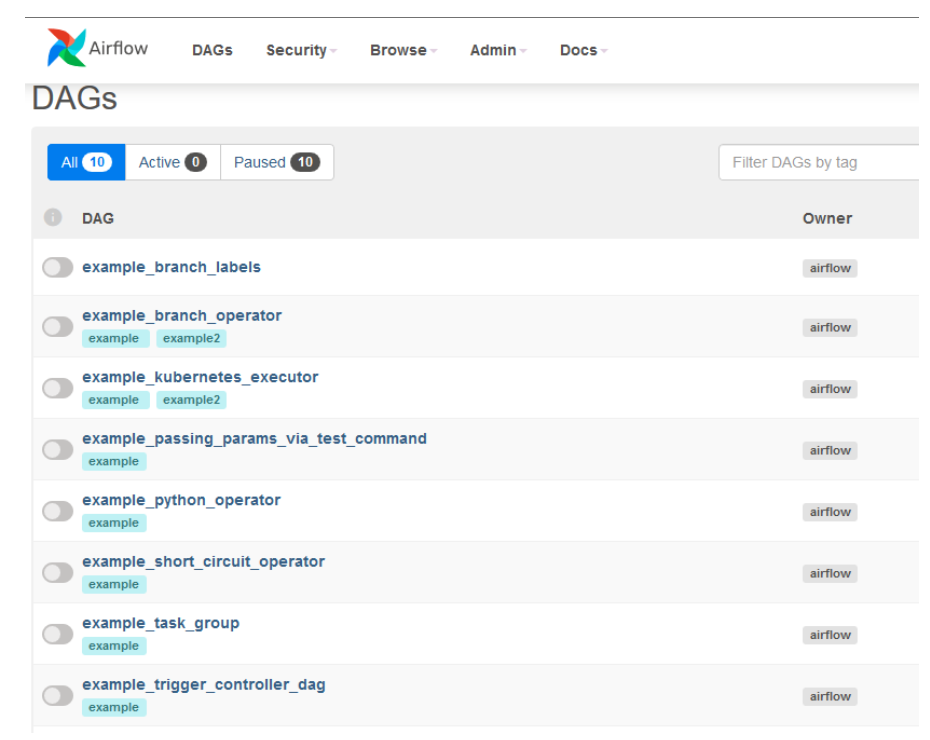 Airflow DAGs Security Browse Admin Docs
DAGs
All 10 Active 0 Paused 10 Filter DAGs by tag
i DAG Owner
example_branch_labels airflow
example_branch_operator
example example2 airflow
example_kubernetes_executor
example example2 airflow
example_passing_params_via_test_command
example airflow
example_python_operator
example airflow
example_short_circuit_operator
example airflow
example_task_group
example airflow
example_trigger_controller_dag
example airflow